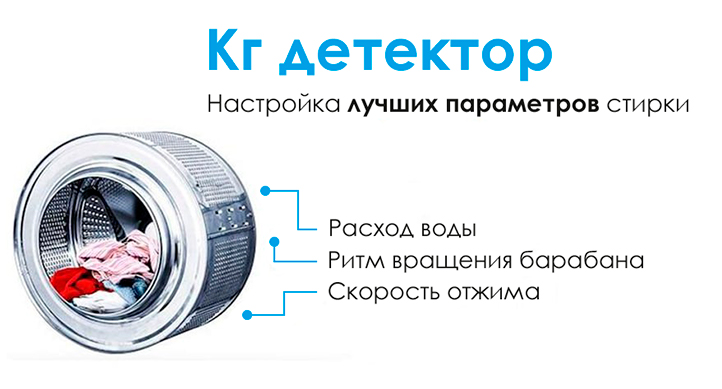 Кг детектор
Настройка лучших параметров стирки
Расход воды
Ритм вращения барабана
Скорость отжима